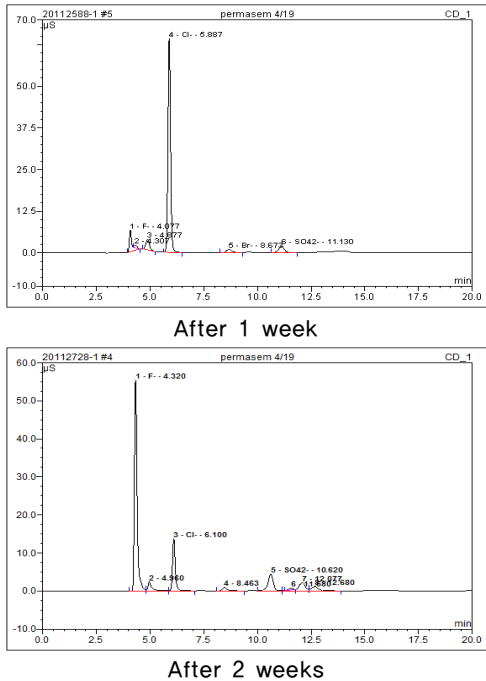 20112588-1 #5 permasem 4/19 CD_1
µS
70.0
50.0
37.5
25.0
12.5
0.0
-10.0
4 - Cl- - 5.887
1 - F- - 4.077
2 - 4.307
3 - 4.877
5 - Br- - 8.673
6 - SO42- - 11.130
min
0.0 2.5 5.0 7.5 10.0 12.5 15.0 17.5 20.0
After 1 week
20112728-1 #4 permasem 4/19 CD_1
µS
60.0
50.0
40.0
30.0
20.0
10.0
0.0
-10.0
1 - F- - 4.320
2 - 4.960
3 - Cl- - 6.100
4 - 8.463
5 - SO42- - 10.620
7 - 12.077
min
0.0 2.5 5.0 7.5 10.0 12.5 15.0 17.5 20.0
After 2 weeks